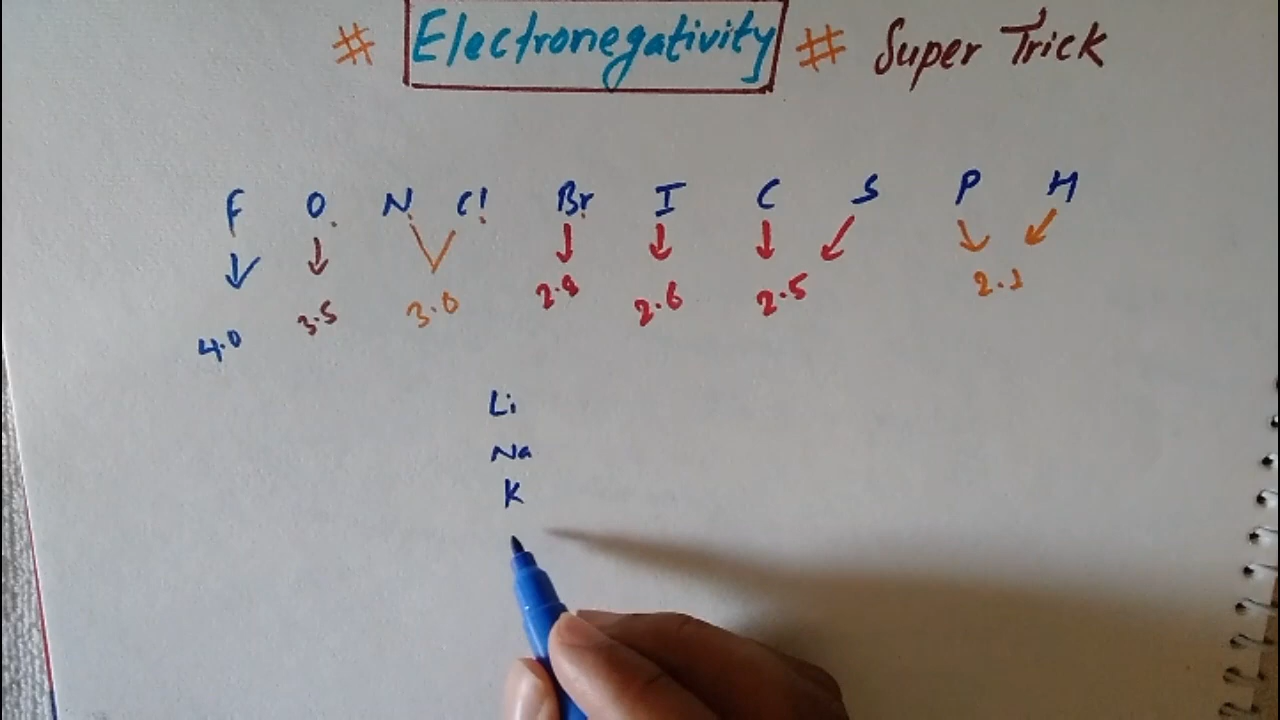 # Electronegativity # Super Trick
F O. N Cl Br I C S P H
4.0 3.5 3.0 2.8 2.6 2.5 2.1
Li
Na
K